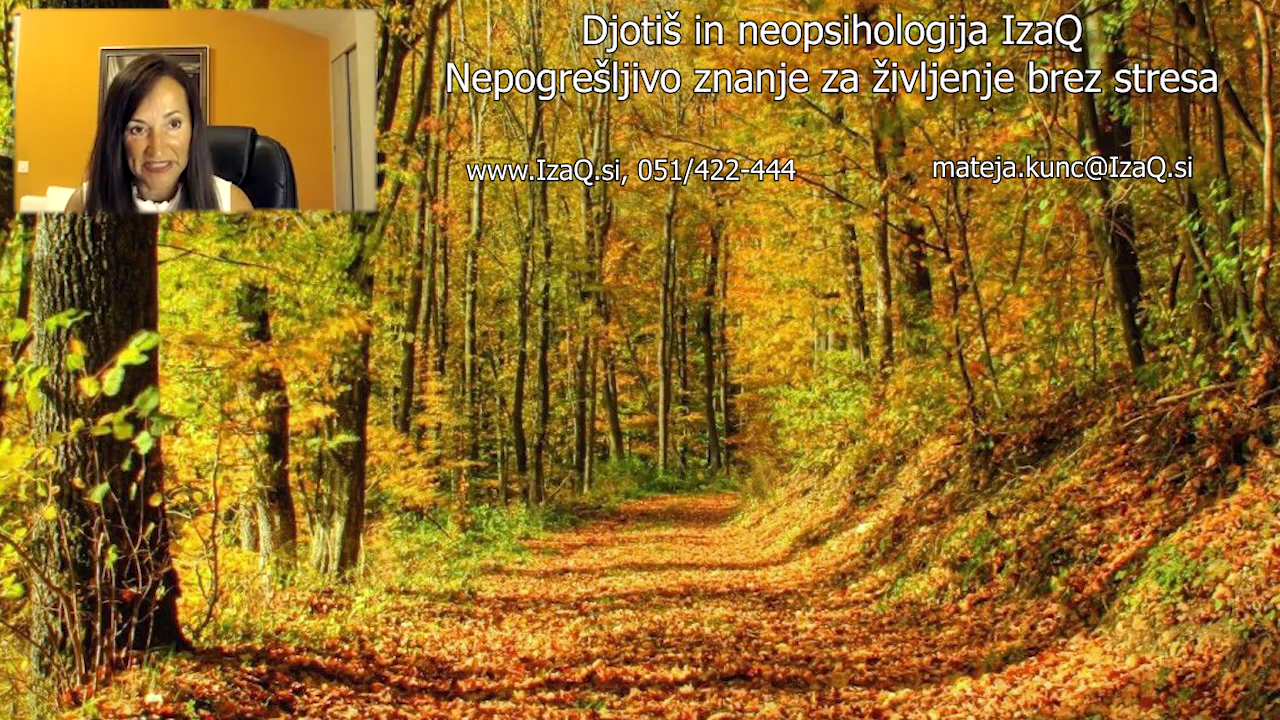 Djotiš in neopsihologija IzaQ
Nepogrešljivo znanje za življenje brez stresa
www.IzaQ.si, 051/422-444
mateja.kunc@IzaQ.si